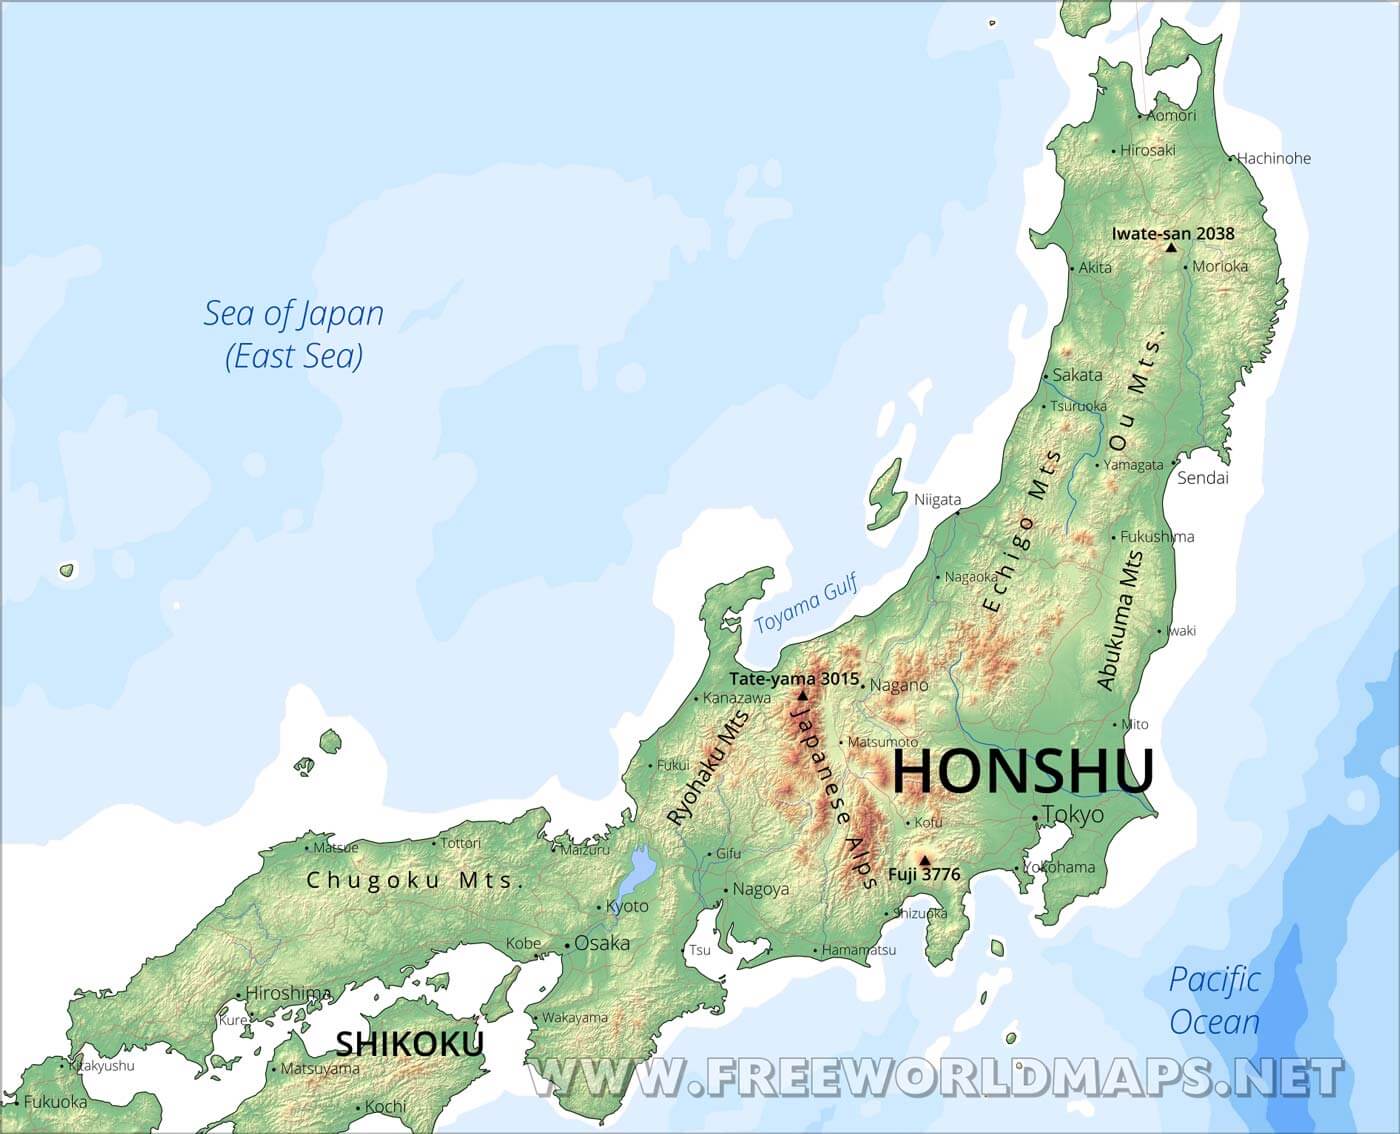 Aomori
Hirosaki
Hachinohe
Iwate-san 2038
Akita
Morioka
Sea of Japan
(East Sea)
Ou Mts.
Sakata
Tsuruoka
Echigo Mts
Yamagata
Sendai
Niigata
Fukushima
Nagaoka
Abukuma Mts
Toyama Gulf
Iwaki
Tate-yama 3015
Nagano
Kanazawa
Ryohaku Mts
Japanese Alps
Mito
Matsumoto
HONSHU
Fukui
Kofu
Tokyo
Matsue
Tottori
Maizuru
Gifu
Fuji 3776
Yokohama
Chugoku Mts.
Nagoya
Kyoto
Shizuoka
Kobe
Osaka
Tsu
Hamamatsu
Pacific
Ocean
Hiroshima
Kure
Wakayama
SHIKOKU
Kitakyushu
Matsuyama
WWW.FREEWORLDMAPS.NET
Fukuoka
Kochi